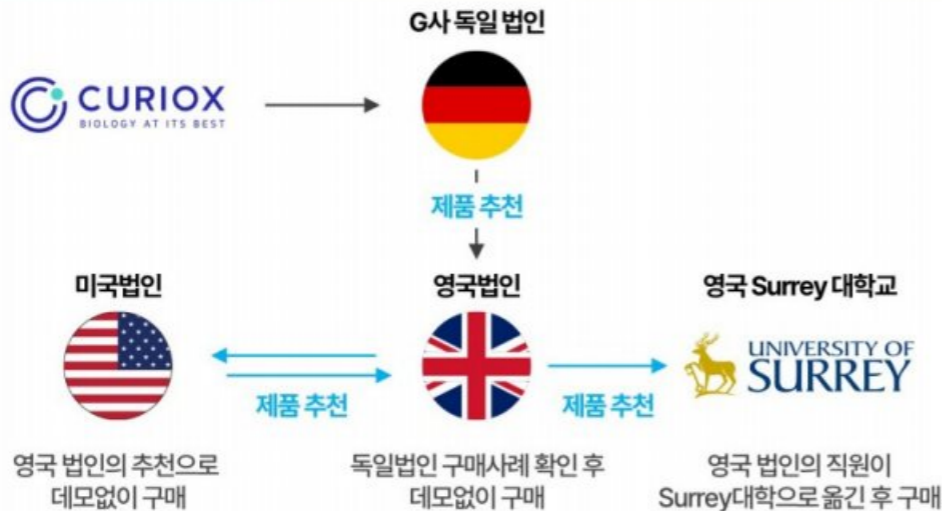 G사 독일 법인
CURIOX
BIOLOGY AT ITS BEST
제품 추천
미국법인
영국법인
영국 Surrey 대학교
UNIVERSITY OF
SURREY
제품 추천
제품 추천
영국 법인의 추천으로
데모없이 구매
독일법인 구매사례 확인 후
데모없이 구매
영국 법인의 직원이
Surrey대학으로 옮긴 후 구매